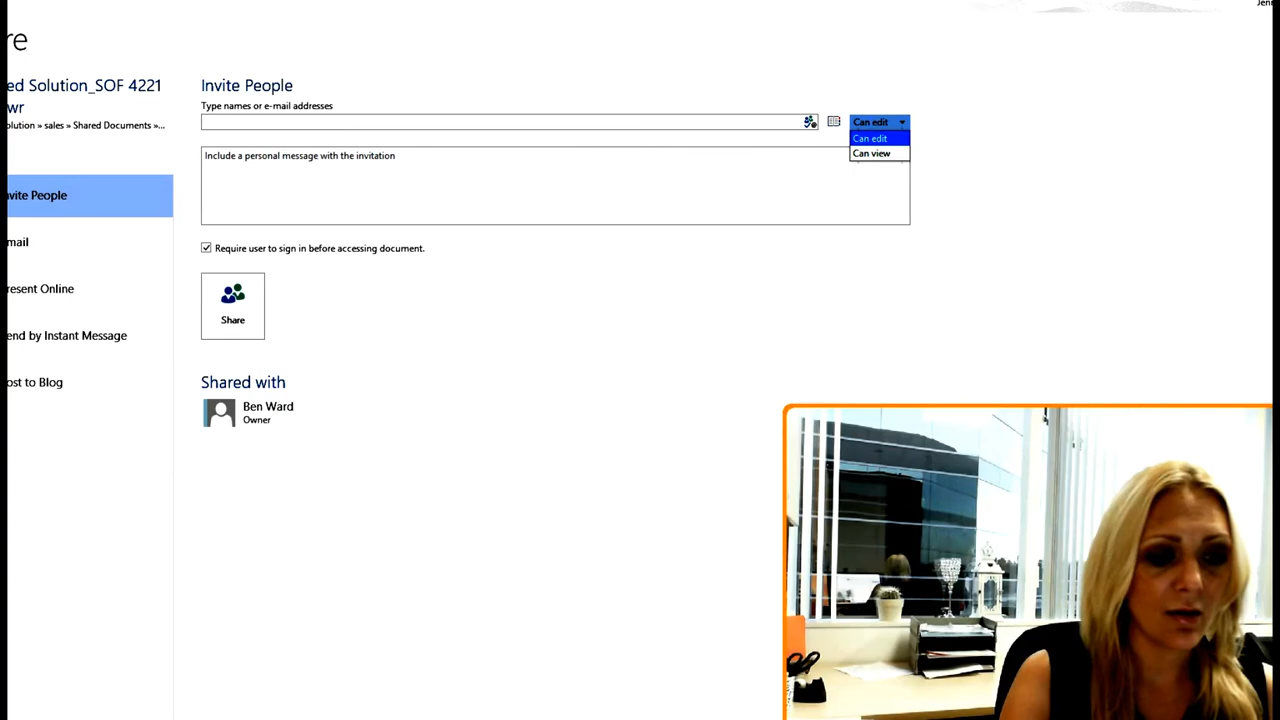 Jenn
re
ed Solution_SOF 4221
wr
olution » sales » Shared Documents »...
nvite People
mail
resent Online
end by Instant Message
ost to Blog
Invite People
Type names or e-mail addresses
Can edit
Can edit
Can view
Include a personal message with the invitation
Require user to sign in before accessing document.
Share
Shared with
Ben Ward
Owner